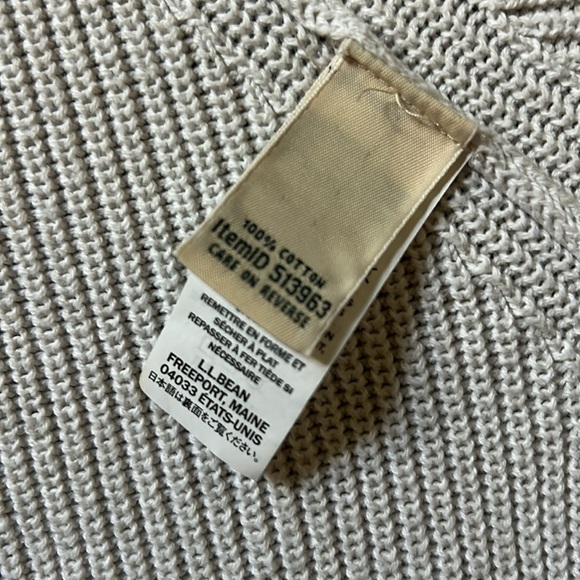 100% COTTON
ItemID 513963
CARE ON REVERSE
REMETTRE EN FORME ET
SÉCHER À PLAT
REPASSER À FER TIÈDE SI
NÉCESSAIRE
L.L.BEAN
FREEPORT, MAINE
04033 ÉTATS-UNIS
日本語は裏面をご覧ください。